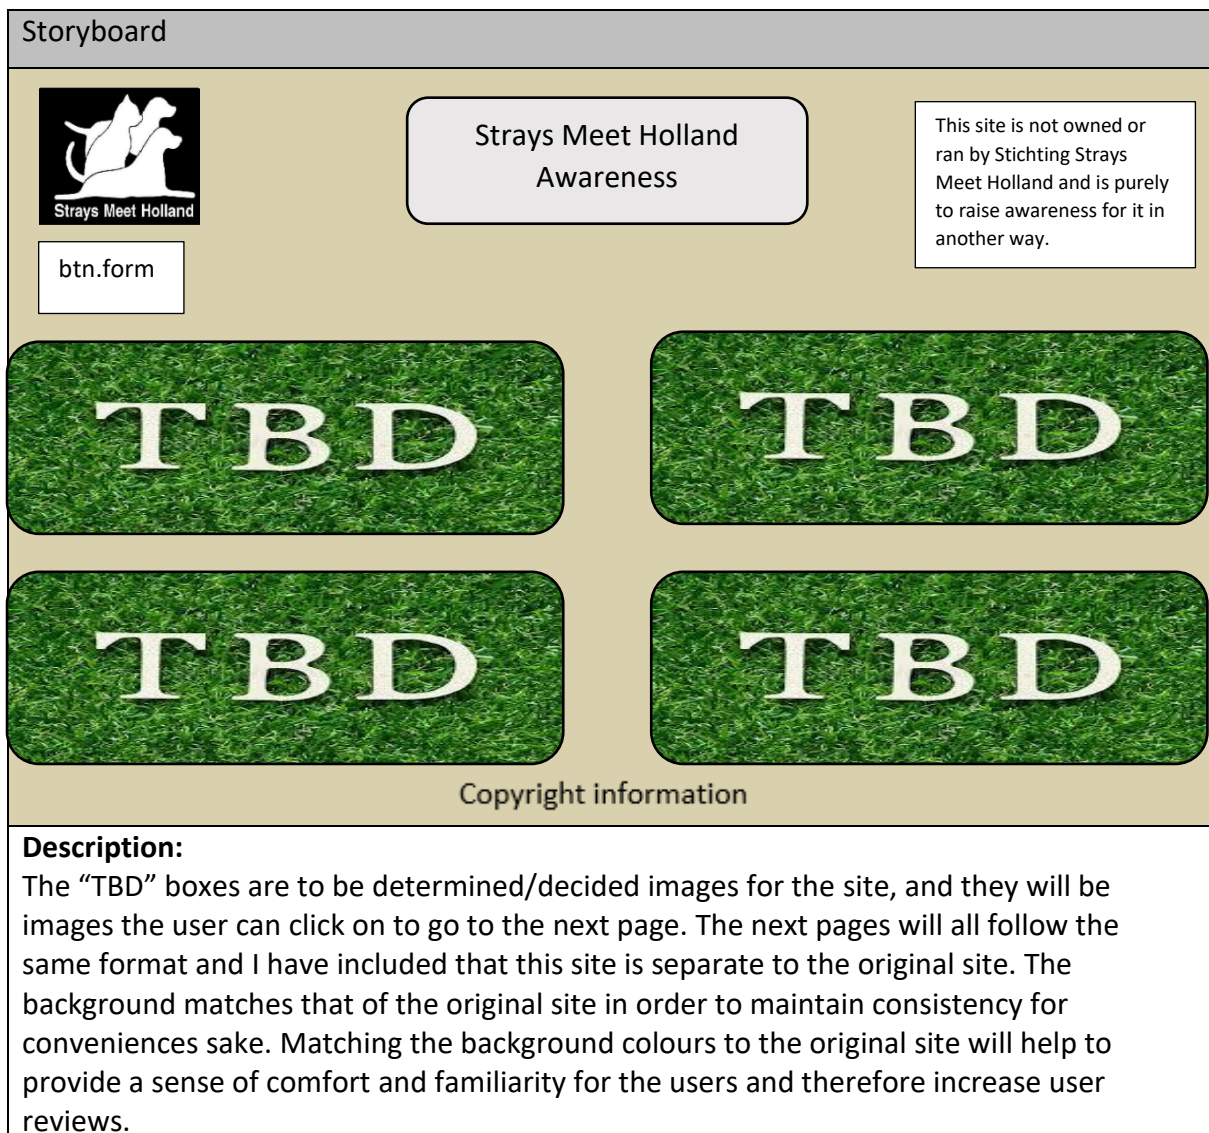 Storyboard
Strays Meet Holland
Strays Meet Holland
Awareness
This site is not owned or
ran by Stichting Strays
Meet Holland and is purely
to raise awareness for it in
another way.
btn.form
TBD
TBD
TBD
TBD
Copyright information
Description:
The “TBD” boxes are to be determined/decided images for the site, and they will be
images the user can click on to go to the next page. The next pages will all follow the
same format and I have included that this site is separate to the original site. The
background matches that of the original site in order to maintain consistency for
conveniences sake. Matching the background colours to the original site will help to
provide a sense of comfort and familiarity for the users and therefore increase user
reviews.